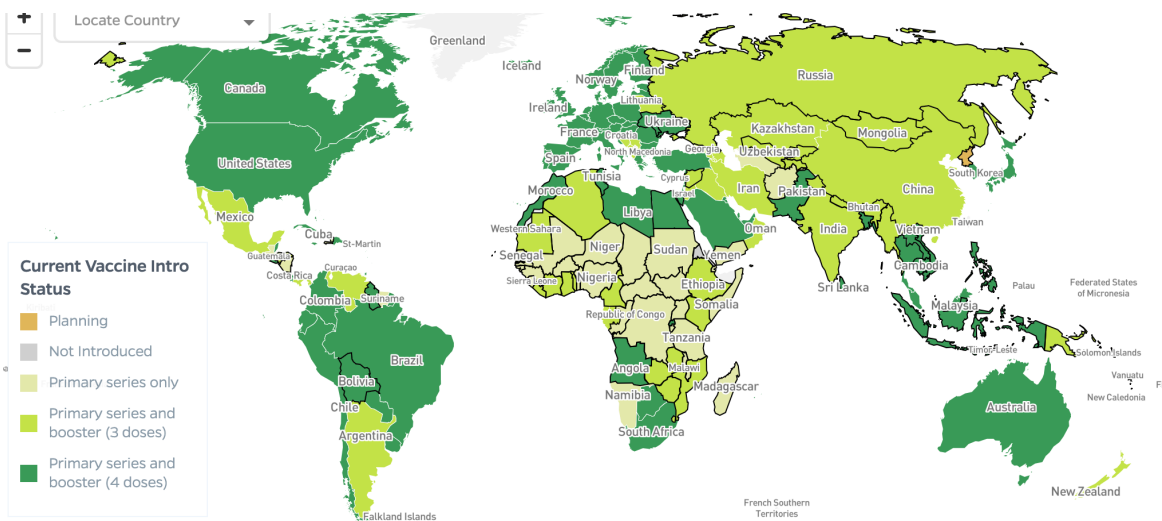 +
−
Locate Country
Greenland
Iceland
Finland
Norway
Russia
Canada
Lithuania
Ireland
Ukraine
France
Croatia
Kazakhstan
Mongolia
Georgia
Uzbekistan
North Macedonia
United States
Spain
South Korea
Tunisia
Cyprus
Iran
Pakistan
China
Morocco
Israel
Mexico
Libya
Bhutan
Taiwan
Western Sahara
Oman
India
Vietnam
Cuba
St-Martin
Niger
Sudan
Yemen
Senegal
Guatemala
Cambodia
Costa Rica
Curaçao
Nigeria
Sierra Leone
Ethiopia
Sri Lanka
Palau
Federated States
of Micronesia
Colombia
Suriname
Somalia
Malaysia
Republic of Congo
Tanzania
Timor-Leste
Solomon Islands
Brazil
Angola
Malawi
Vanuatu
Bolivia
Madagascar
F
Namibia
New Caledonia
Chile
Australia
Argentina
South Africa
New Zealand
French Southern
Territories
Falkland Islands
Current Vaccine Intro
Status
Planning
Not Introduced
Primary series only
Primary series and
booster (3 doses)
Primary series and
booster (4 doses)